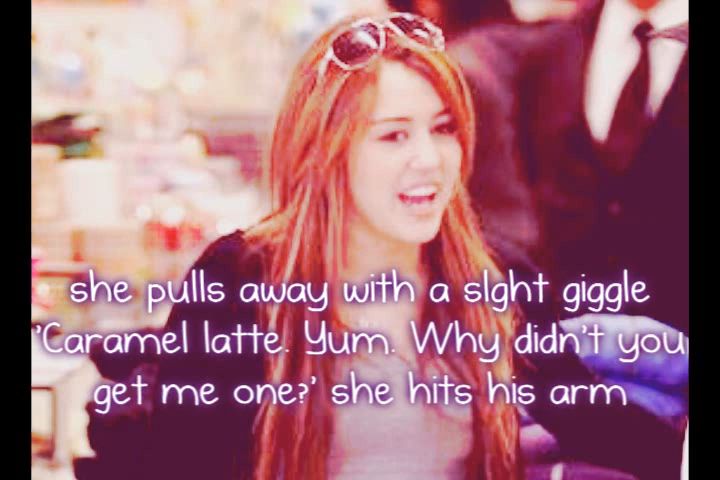 she pulls away with a slght giggle
'Caramel latte. Yum. Why didn't you
get me one?' she hits his arm